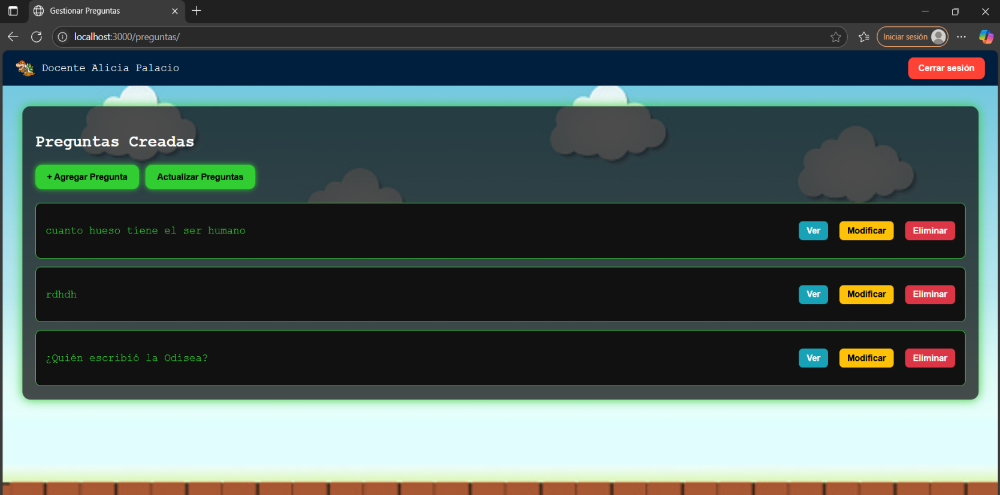 Gestionar Preguntas
localhost:3000/preguntas/
Iniciar sesión
Docente Alicia Palacio
Cerrar sesión
Preguntas Creadas
+ Agregar Pregunta
Actualizar Preguntas
cuanto hueso tiene el ser humano
Ver
Modificar
Eliminar
rdhdh
Ver
Modificar
Eliminar
¿Quién escribió la Odisea?
Ver
Modificar
Eliminar